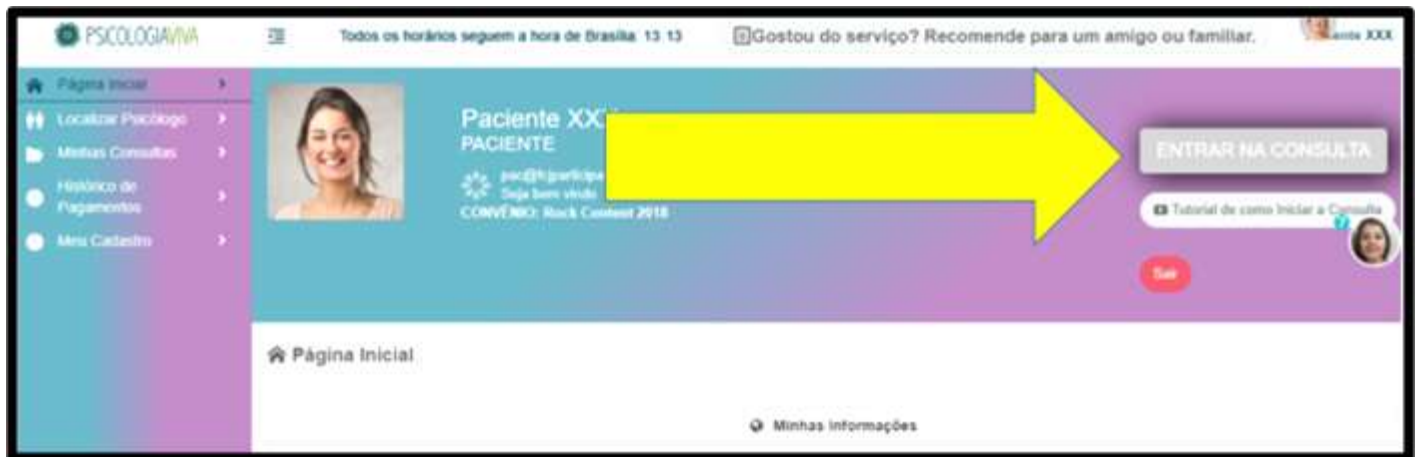 PSICOLOGIAVIVA
Todos os horários seguem a hora de Brasília 13 13
Gostou do serviço? Recomende para um amigo ou familiar.
XXX
Página Inicial
Localizar Psicólogo
Minhas Consultas
Histórico de
Pagamentos
Meu Cadastro
Paciente
PACIENTE
Seja bem vindo
CONVÊNIO: Rock Content 2018
ENTRAR NA CONSULTA
Tutorial de como Iniciar a Consulta
Sair
Página Inicial
Minhas informações